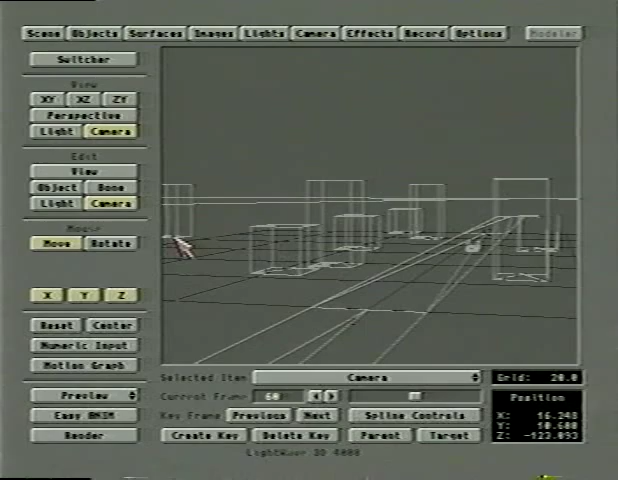 Scene Objects Surfaces Images Lights Camera Effects Record Options Modeler
Switcher
View
XY XZ ZY
Perspective
Light Camera
Edit
View
Object Bone
Light Camera
Mouse
Move Rotate
X Y Z
Reset Center
Numeric Input
Motion Graph
Selected Item Camera Grid: 20.0
Preview Current Frame 60 Position
Easy ANIM Key Frame Previous Next Spline Controls X: 16.248
Y: 10.600
Render Create Key Delete Key Parent Target Z: -123.093
LightWave 3D 4000